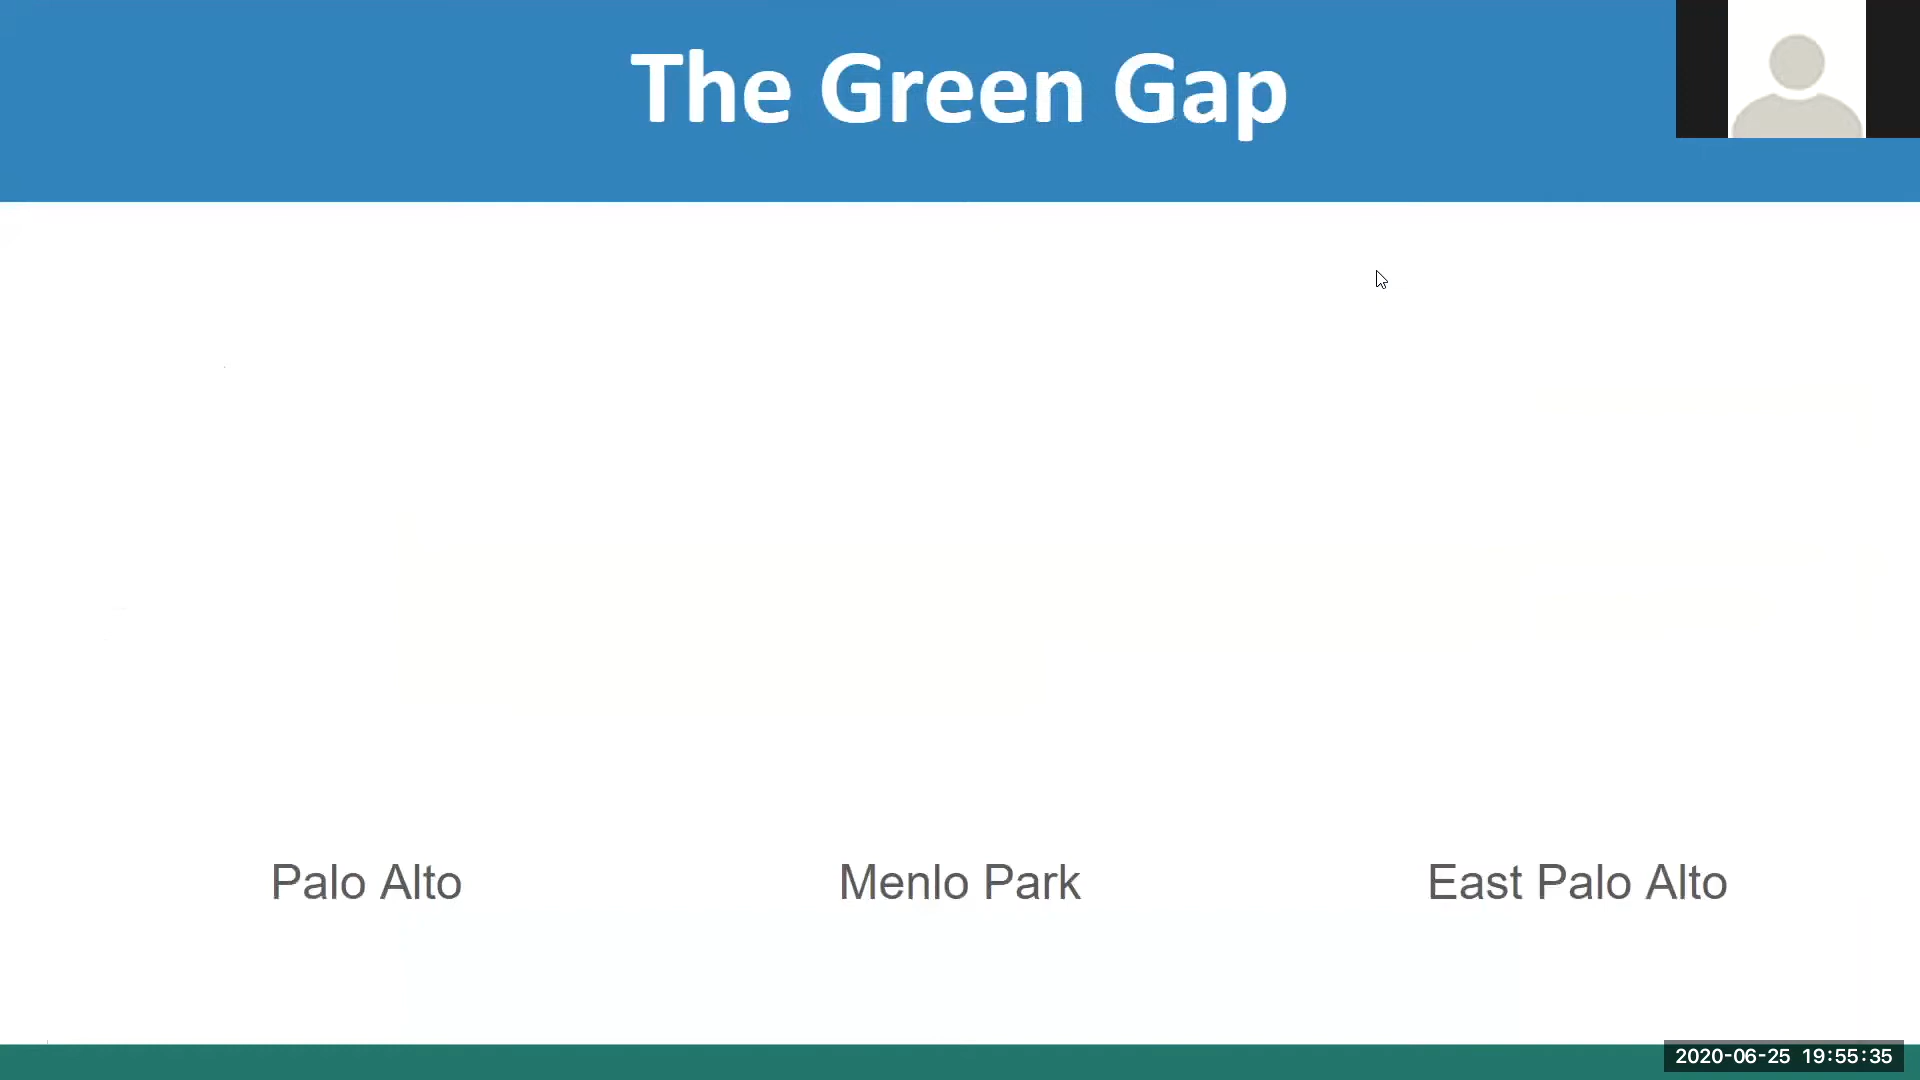 The Green Gap
Palo Alto
Menlo Park
East Palo Alto
2020-06-25 19:55:35